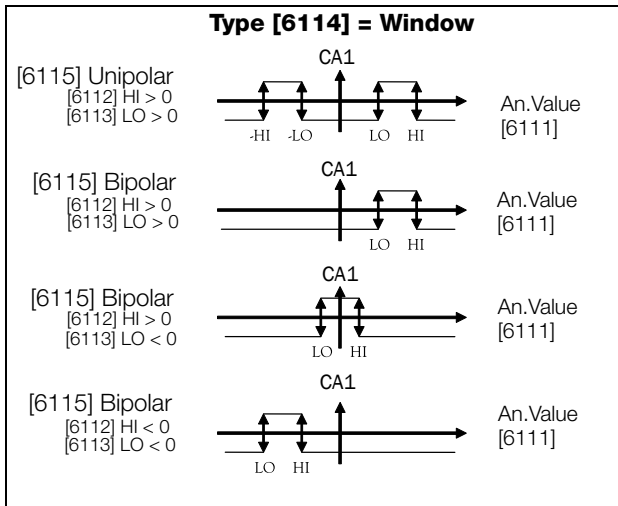 Type [6114] = Window
CA1
[6115] Unipolar
[6112] HI > 0
[6113] LO > 0
-HI -LO LO HI
An.Value
[6111]
CA1
[6115] Bipolar
[6112] HI > 0
[6113] LO > 0
LO HI
An.Value
[6111]
CA1
[6115] Bipolar
[6112] HI > 0
[6113] LO < 0
LO HI
An.Value
[6111]
CA1
[6115] Bipolar
[6112] HI < 0
[6113] LO < 0
LO HI
An.Value
[6111]